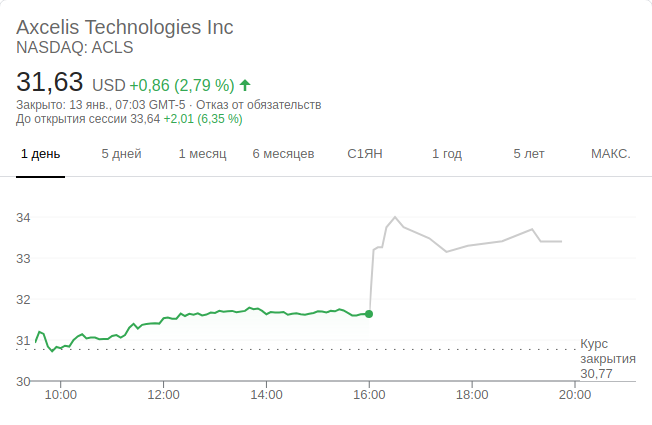 Axcelis Technologies Inc
NASDAQ: ACLS
31,63 USD +0,86 (2,79 %)
Закрыто: 13 янв., 07:03 GMT-5 · Отказ от обязательств
До открытия сессии 33,64 +2,01 (6,35 %)
1 день 5 дней 1 месяц 6 месяцев С1ЯН 1 год 5 лет МАКС.
34
33
32
31
30
Курс
закрытия
30,77
10:00 12:00 14:00 16:00 18:00 20:00